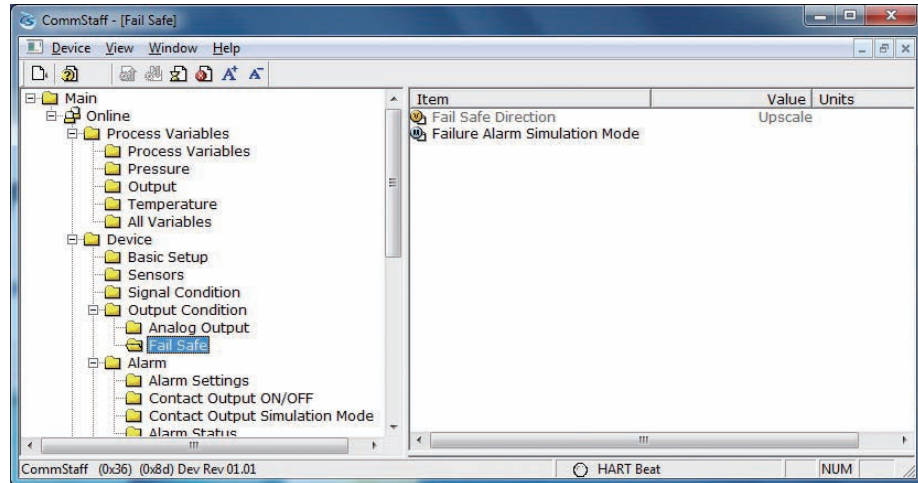 CommStaff - [Fail Safe]
Device View Window Help
Main
Online
Process Variables
Process Variables
Pressure
Output
Temperature
All Variables
Device
Basic Setup
Sensors
Signal Condition
Output Condition
Analog Output
Fail Safe
Alarm
Alarm Settings
Contact Output ON/OFF
Contact Output Simulation Mode
Alarm Status
Item Value Units
Fail Safe Direction Upscale
Failure Alarm Simulation Mode
CommStaff (0x36) (0x8d) Dev Rev 01.01 HART Beat NUM